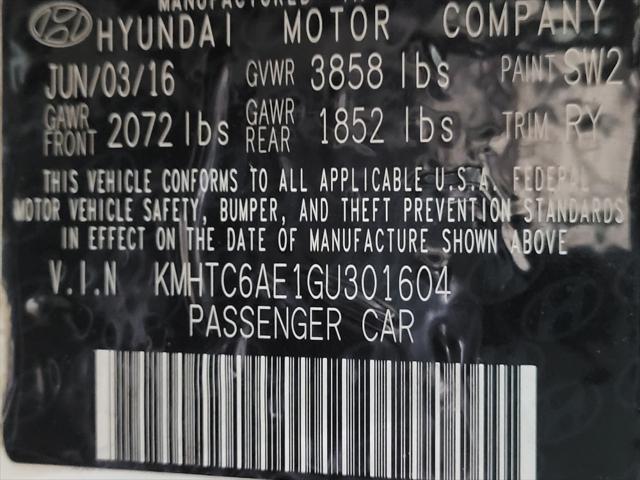 MANUFACTURED
HYUNDAI MOTOR COMPANY
JUN/03/16 GVWR 3858 lbs PAINT SW2
GAWR FRONT 2072 lbs GAWR REAR 1852 lbs TRIM RY
THIS VEHICLE CONFORMS TO ALL APPLICABLE U.S.A. FEDERAL
MOTOR VEHICLE SAFETY, BUMPER, AND THEFT PREVENTION STANDARDS
IN EFFECT ON THE DATE OF MANUFACTURE SHOWN ABOVE
V.I.N KMHTC6AE1GU301604
PASSENGER CAR